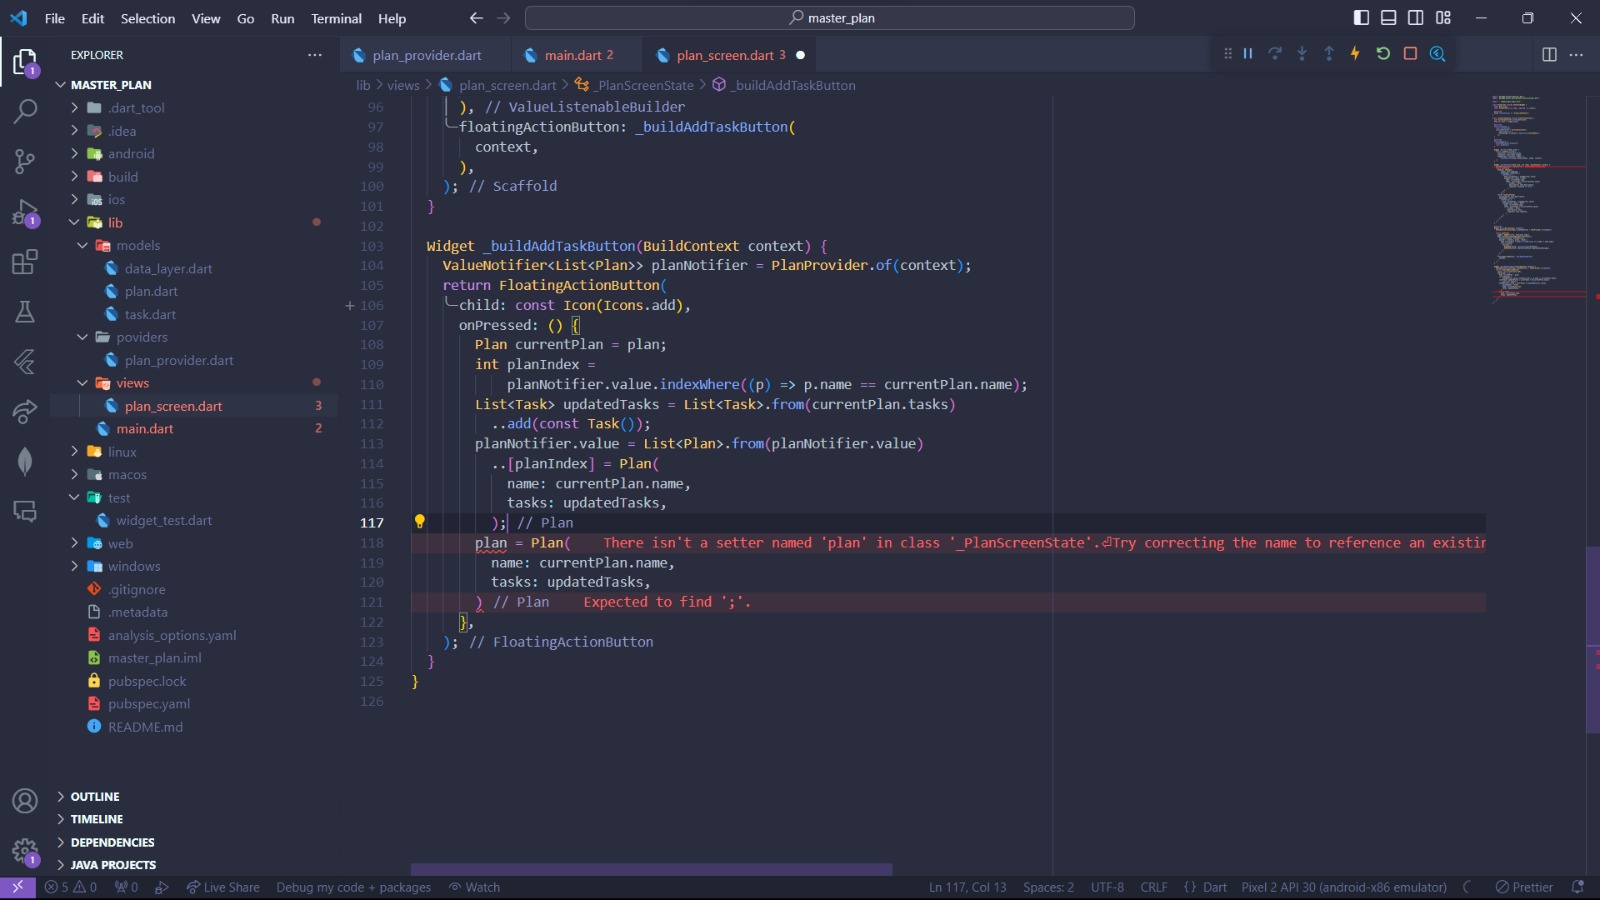 File Edit Selection View Go Run Terminal Help
master_plan
EXPLORER
plan_provider.dart
main.dart 2
plan_screen.dart 3
lib > views > plan_screen.dart > _PlanScreenState > _buildAddTaskButton
MASTER_PLAN
.dart_tool
.idea
android
build
ios
lib
models
data_layer.dart
plan.dart
task.dart
poviders
plan_provider.dart
views
plan_screen.dart 3
main.dart 2
linux
macos
test
widget_test.dart
web
windows
.gitignore
.metadata
analysis_options.yaml
master_plan.iml
pubspec.lock
pubspec.yaml
README.md
OUTLINE
TIMELINE
DEPENDENCIES
JAVA PROJECTS
96 ), // ValueListenableBuilder
97 floatingActionButton: _buildAddTaskButton(
98 context,
99 ),
100 ); // Scaffold
101 }
102
103 Widget _buildAddTaskButton(BuildContext context) {
104 ValueNotifier<List<Plan>> planNotifier = PlanProvider.of(context);
105 return FloatingActionButton(
106 child: const Icon(Icons.add),
107 onPressed: () {
108 Plan currentPlan = plan;
109 int planIndex =
110 planNotifier.value.indexWhere((p) => p.name == currentPlan.name);
111 List<Task> updatedTasks = List<Task>.from(currentPlan.tasks)
112 ..add(const Task());
113 planNotifier.value = List<Plan>.from(planNotifier.value)
114 ..[planIndex] = Plan(
115 name: currentPlan.name,
116 tasks: updatedTasks,
117 ); // Plan
118 plan = Plan( There isn't a setter named 'plan' in class '_PlanScreenState'.⏎Try correcting the name to reference an existin
119 name: currentPlan.name,
120 tasks: updatedTasks,
121 ) // Plan Expected to find ';'.
122 },
123 ); // FloatingActionButton
124 }
125 }
126
1
1
1
5 0 0 Live Share Debug my code + packages Watch Ln 117, Col 13 Spaces: 2 UTF-8 CRLF {} Dart Pixel 2 API 30 (android-x86 emulator) Prettier